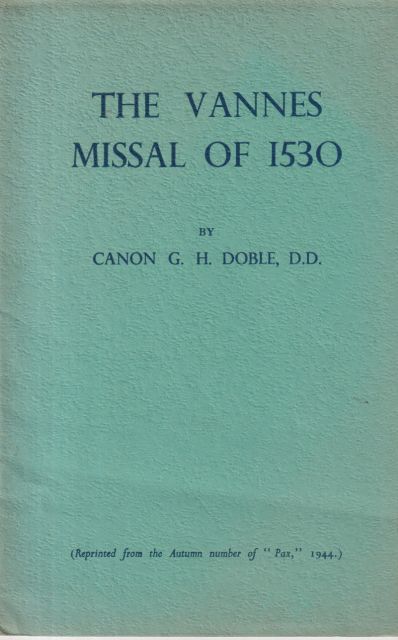 THE VANNES
MISSAL OF 1530
BY
CANON G. H. DOBLE, D.D.
(Reprinted from the Autumn number of "Pax," 1944.)